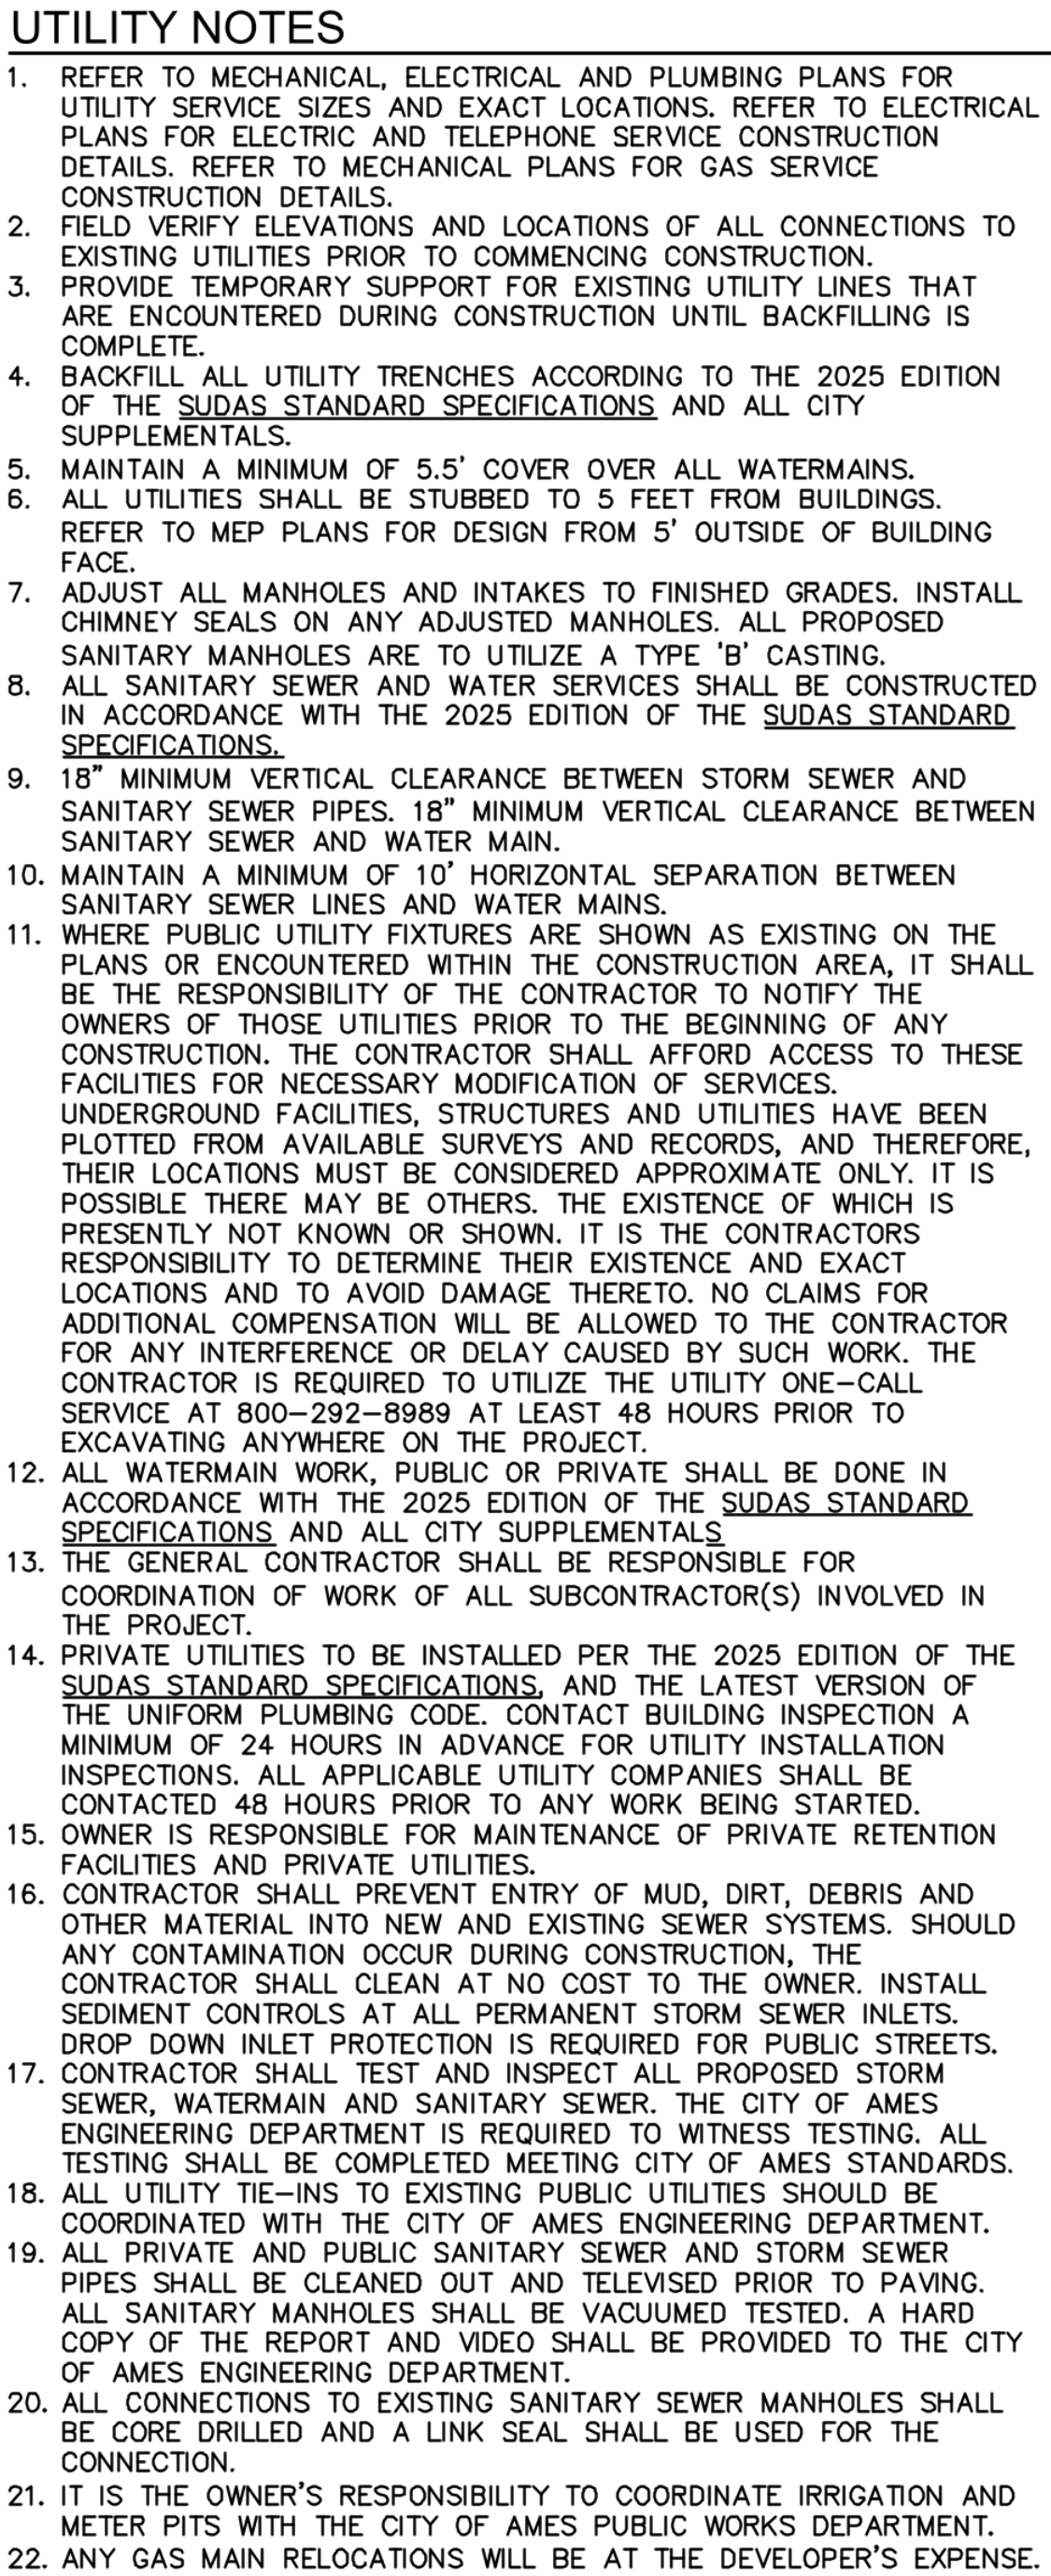 UTILITY NOTES
1. REFER TO MECHANICAL, ELECTRICAL AND PLUMBING PLANS FOR
UTILITY SERVICE SIZES AND EXACT LOCATIONS. REFER TO ELECTRICAL
PLANS FOR ELECTRIC AND TELEPHONE SERVICE CONSTRUCTION
DETAILS. REFER TO MECHANICAL PLANS FOR GAS SERVICE
CONSTRUCTION DETAILS.
2. FIELD VERIFY ELEVATIONS AND LOCATIONS OF ALL CONNECTIONS TO
EXISTING UTILITIES PRIOR TO COMMENCING CONSTRUCTION.
3. PROVIDE TEMPORARY SUPPORT FOR EXISTING UTILITY LINES THAT
ARE ENCOUNTERED DURING CONSTRUCTION UNTIL BACKFILLING IS
COMPLETE.
4. BACKFILL ALL UTILITY TRENCHES ACCORDING TO THE 2025 EDITION
OF THE SUDAS STANDARD SPECIFICATIONS AND ALL CITY
SUPPLEMENTALS.
5. MAINTAIN A MINIMUM OF 5.5' COVER OVER ALL WATERMAINS.
6. ALL UTILITIES SHALL BE STUBBED TO 5 FEET FROM BUILDINGS.
REFER TO MEP PLANS FOR DESIGN FROM 5' OUTSIDE OF BUILDING
FACE.
7. ADJUST ALL MANHOLES AND INTAKES TO FINISHED GRADES. INSTALL
CHIMNEY SEALS ON ANY ADJUSTED MANHOLES. ALL PROPOSED
SANITARY MANHOLES ARE TO UTILIZE A TYPE 'B' CASTING.
8. ALL SANITARY SEWER AND WATER SERVICES SHALL BE CONSTRUCTED
IN ACCORDANCE WITH THE 2025 EDITION OF THE SUDAS STANDARD
SPECIFICATIONS.
9. 18" MINIMUM VERTICAL CLEARANCE BETWEEN STORM SEWER AND
SANITARY SEWER PIPES. 18" MINIMUM VERTICAL CLEARANCE BETWEEN
SANITARY SEWER AND WATER MAIN.
10. MAINTAIN A MINIMUM OF 10' HORIZONTAL SEPARATION BETWEEN
SANITARY SEWER LINES AND WATER MAINS.
11. WHERE PUBLIC UTILITY FIXTURES ARE SHOWN AS EXISTING ON THE
PLANS OR ENCOUNTERED WITHIN THE CONSTRUCTION AREA, IT SHALL
BE THE RESPONSIBILITY OF THE CONTRACTOR TO NOTIFY THE
OWNERS OF THOSE UTILITIES PRIOR TO THE BEGINNING OF ANY
CONSTRUCTION. THE CONTRACTOR SHALL AFFORD ACCESS TO THESE
FACILITIES FOR NECESSARY MODIFICATION OF SERVICES.
UNDERGROUND FACILITIES, STRUCTURES AND UTILITIES HAVE BEEN
PLOTTED FROM AVAILABLE SURVEYS AND RECORDS, AND THEREFORE,
THEIR LOCATIONS MUST BE CONSIDERED APPROXIMATE ONLY. IT IS
POSSIBLE THERE MAY BE OTHERS. THE EXISTENCE OF WHICH IS
PRESENTLY NOT KNOWN OR SHOWN. IT IS THE CONTRACTORS
RESPONSIBILITY TO DETERMINE THEIR EXISTENCE AND EXACT
LOCATIONS AND TO AVOID DAMAGE THERETO. NO CLAIMS FOR
ADDITIONAL COMPENSATION WILL BE ALLOWED TO THE CONTRACTOR
FOR ANY INTERFERENCE OR DELAY CAUSED BY SUCH WORK. THE
CONTRACTOR IS REQUIRED TO UTILIZE THE UTILITY ONE-CALL
SERVICE AT 800-292-8989 AT LEAST 48 HOURS PRIOR TO
EXCAVATING ANYWHERE ON THE PROJECT.
12. ALL WATERMAIN WORK, PUBLIC OR PRIVATE SHALL BE DONE IN
ACCORDANCE WITH THE 2025 EDITION OF THE SUDAS STANDARD
SPECIFICATIONS AND ALL CITY SUPPLEMENTALS
13. THE GENERAL CONTRACTOR SHALL BE RESPONSIBLE FOR
COORDINATION OF WORK OF ALL SUBCONTRACTOR(S) INVOLVED IN
THE PROJECT.
14. PRIVATE UTILITIES TO BE INSTALLED PER THE 2025 EDITION OF THE
SUDAS STANDARD SPECIFICATIONS, AND THE LATEST VERSION OF
THE UNIFORM PLUMBING CODE. CONTACT BUILDING INSPECTION A
MINIMUM OF 24 HOURS IN ADVANCE FOR UTILITY INSTALLATION
INSPECTIONS. ALL APPLICABLE UTILITY COMPANIES SHALL BE
CONTACTED 48 HOURS PRIOR TO ANY WORK BEING STARTED.
15. OWNER IS RESPONSIBLE FOR MAINTENANCE OF PRIVATE RETENTION
FACILITIES AND PRIVATE UTILITIES.
16. CONTRACTOR SHALL PREVENT ENTRY OF MUD, DIRT, DEBRIS AND
OTHER MATERIAL INTO NEW AND EXISTING SEWER SYSTEMS. SHOULD
ANY CONTAMINATION OCCUR DURING CONSTRUCTION, THE
CONTRACTOR SHALL CLEAN AT NO COST TO THE OWNER. INSTALL
SEDIMENT CONTROLS AT ALL PERMANENT STORM SEWER INLETS.
DROP DOWN INLET PROTECTION IS REQUIRED FOR PUBLIC STREETS.
17. CONTRACTOR SHALL TEST AND INSPECT ALL PROPOSED STORM
SEWER, WATERMAIN AND SANITARY SEWER. THE CITY OF AMES
ENGINEERING DEPARTMENT IS REQUIRED TO WITNESS TESTING. ALL
TESTING SHALL BE COMPLETED MEETING CITY OF AMES STANDARDS.
18. ALL UTILITY TIE-INS TO EXISTING PUBLIC UTILITIES SHOULD BE
COORDINATED WITH THE CITY OF AMES ENGINEERING DEPARTMENT.
19. ALL PRIVATE AND PUBLIC SANITARY SEWER AND STORM SEWER
PIPES SHALL BE CLEANED OUT AND TELEVISED PRIOR TO PAVING.
ALL SANITARY MANHOLES SHALL BE VACUUMED TESTED. A HARD
COPY OF THE REPORT AND VIDEO SHALL BE PROVIDED TO THE CITY
OF AMES ENGINEERING DEPARTMENT.
20. ALL CONNECTIONS TO EXISTING SANITARY SEWER MANHOLES SHALL
BE CORE DRILLED AND A LINK SEAL SHALL BE USED FOR THE
CONNECTION.
21. IT IS THE OWNER'S RESPONSIBILITY TO COORDINATE IRRIGATION AND
METER PITS WITH THE CITY OF AMES PUBLIC WORKS DEPARTMENT.
22. ANY GAS MAIN RELOCATIONS WILL BE AT THE DEVELOPER'S EXPENSE.